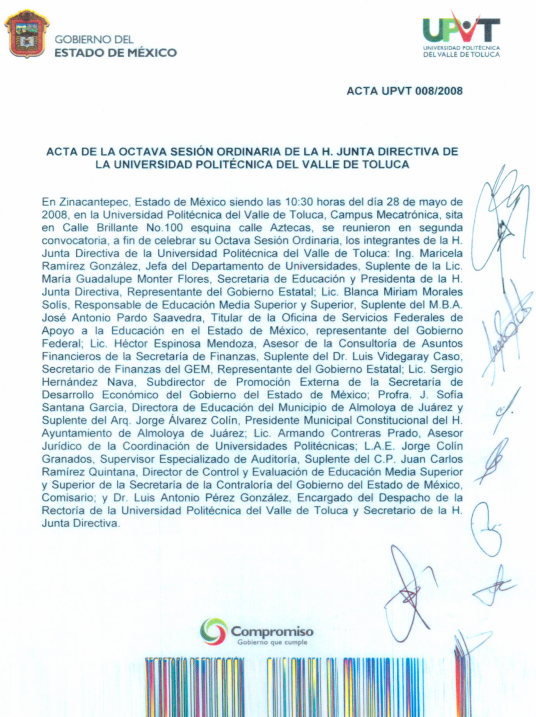 GOBIERNO DEL
ESTADO DE MÉXICO
UPVT
UNIVERSIDAD POLITÉCNICA
DEL VALLE DE TOLUCA
ACTA UPVT 008/2008
ACTA DE LA OCTAVA SESIÓN ORDINARIA DE LA H. JUNTA DIRECTIVA DE
LA UNIVERSIDAD POLITÉCNICA DEL VALLE DE TOLUCA
En Zinacantepec, Estado de México siendo las 10:30 horas del día 28 de mayo de
2008, en la Universidad Politécnica del Valle de Toluca, Campus Mecatrónica, sita
en Calle Brillante No.100 esquina calle Aztecas, se reunieron en segunda
convocatoria, a fin de celebrar su Octava Sesión Ordinaria, los integrantes de la H.
Junta Directiva de la Universidad Politécnica del Valle de Toluca: Ing. Maricela
Ramírez González, Jefa del Departamento de Universidades, Suplente de la Lic.
María Guadalupe Monter Flores, Secretaria de Educación y Presidenta de la H.
Junta Directiva, Representante del Gobierno Estatal; Lic. Blanca Miriam Morales
Solís, Responsable de Educación Media Superior y Superior, Suplente del M.B.A.
José Antonio Pardo Saavedra, Titular de la Oficina de Servicios Federales de
Apoyo a la Educación en el Estado de México, representante del Gobierno
Federal; Lic. Héctor Espinosa Mendoza, Asesor de la Consultoría de Asuntos
Financieros de la Secretaría de Finanzas, Suplente del Dr. Luis Videgaray Caso,
Secretario de Finanzas del GEM, Representante del Gobierno Estatal; Lic. Sergio
Hernández Nava, Subdirector de Promoción Externa de la Secretaría de
Desarrollo Económico del Gobierno del Estado de México; Profra. J. Sofía
Santana García, Directora de Educación del Municipio de Almoloya de Juárez y
Suplente del Arq. Jorge Álvarez Colín, Presidente Municipal Constitucional del H.
Ayuntamiento de Almoloya de Juárez; Lic. Armando Contreras Prado, Asesor
Jurídico de la Coordinación de Universidades Politécnicas; L.A.E. Jorge Colín
Granados, Supervisor Especializado de Auditoría, Suplente del C.P. Juan Carlos
Ramírez Quintana, Director de Control y Evaluación de Educación Media Superior
y Superior de la Secretaría de la Contraloría del Gobierno del Estado de México,
Comisario; y Dr. Luis Antonio Pérez González, Encargado del Despacho de la
Rectoría de la Universidad Politécnica del Valle de Toluca y Secretario de la H.
Junta Directiva.
Compromiso
Gobierno que cumple
SECRETARÍA DE EDUCACIÓN